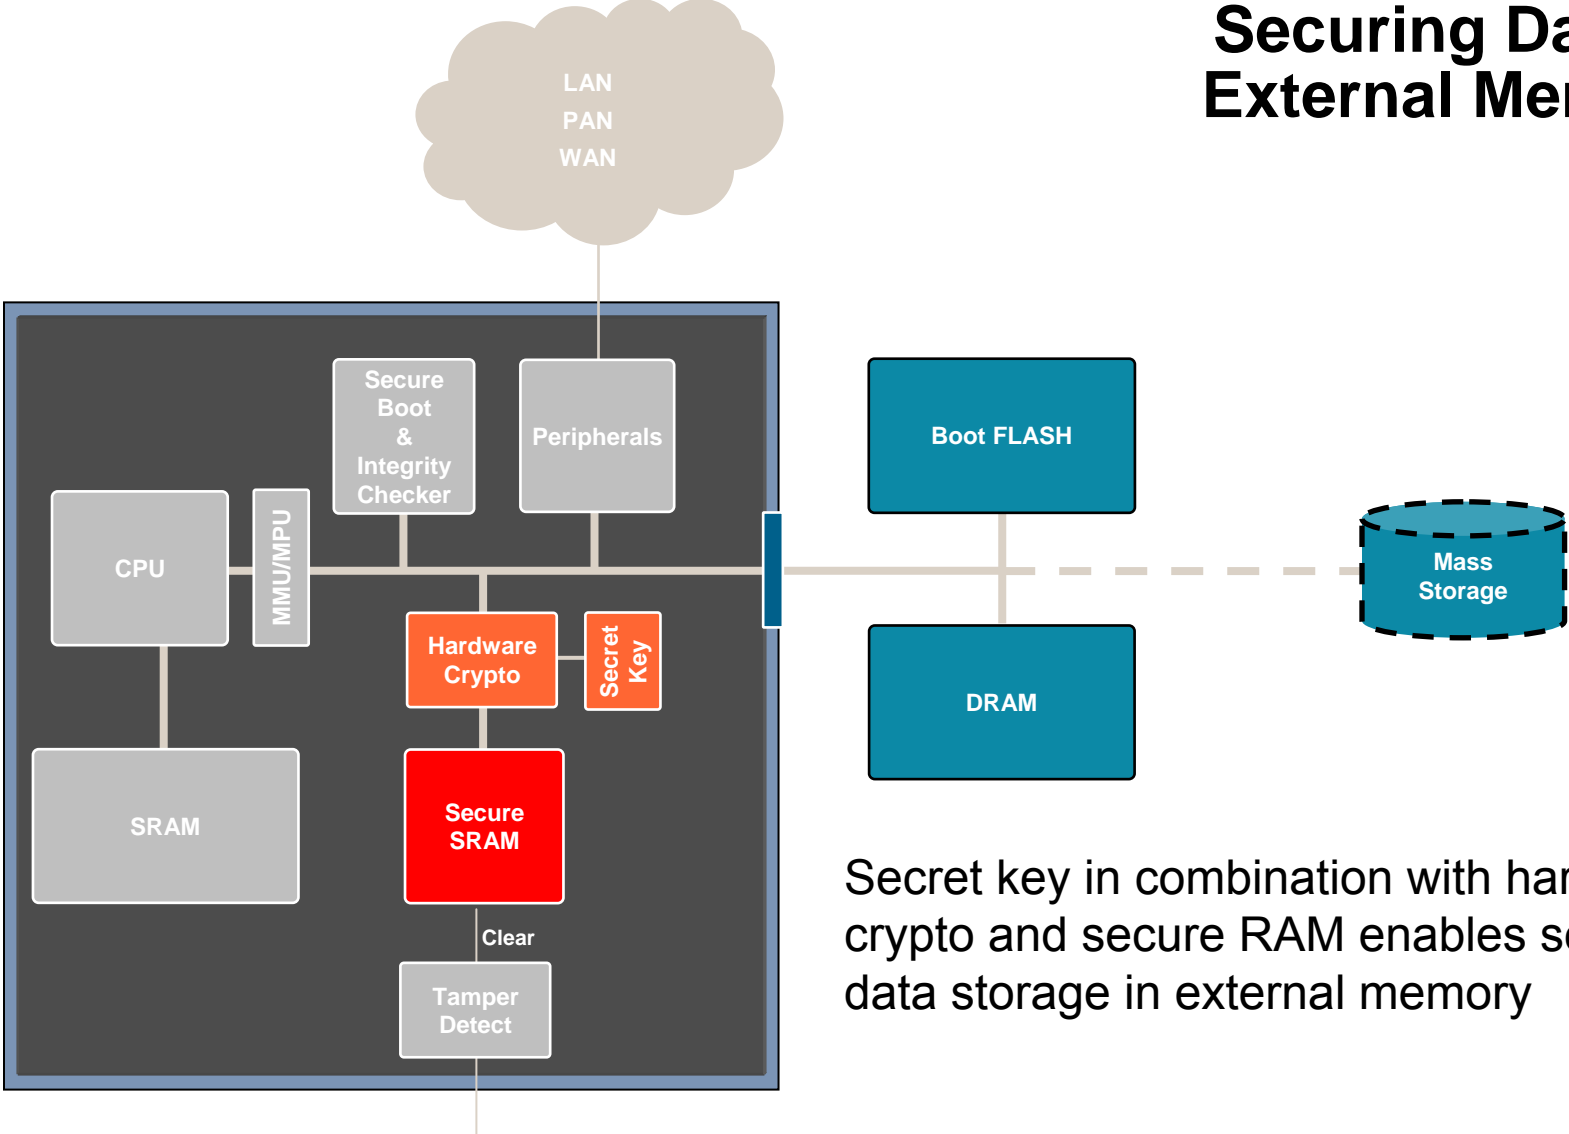 Securing Da
External Mer
LAN
PAN
WAN
Secure
Boot
&
Integrity
Checker
Peripherals
Boot FLASH
CPU
MMU/MPU
Mass
Storage
Hardware
Crypto
Secret
Key
DRAM
SRAM
Secure
SRAM
Secret key in combination with har
crypto and secure RAM enables se
data storage in external memory
Clear
Tamper
Detect